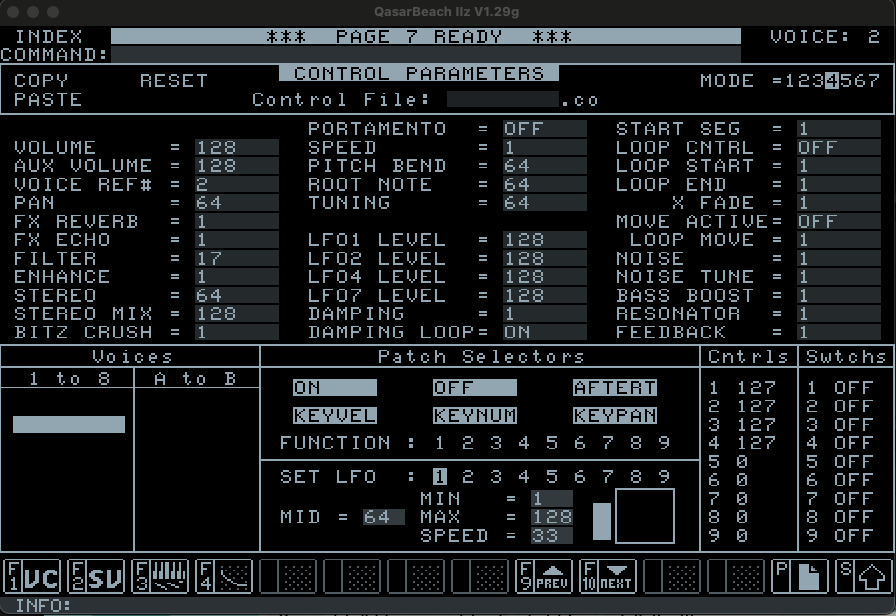 QasarBeach IIz V1.29g
INDEX *** PAGE 7 READY *** VOICE: 2
COMMAND:
CONTROL PARAMETERS
COPY RESET MODE =1234567
PASTE Control File: .co
PORTAMENTO = OFF START SEG = 1
VOLUME = 128 SPEED = 1 LOOP CNTRL = OFF
AUX VOLUME = 128 PITCH BEND = 64 LOOP START = 1
VOICE REF# = 2 ROOT NOTE = 64 LOOP END = 1
PAN = 64 TUNING = 64 X FADE = 1
FX REVERB = 1 MOVE ACTIVE= OFF
FX ECHO = 1 LFO1 LEVEL = 128 LOOP MOVE = 1
FILTER = 17 LFO2 LEVEL = 128 NOISE = 1
ENHANCE = 1 LFO4 LEVEL = 128 NOISE TUNE = 1
STEREO = 64 LFO7 LEVEL = 128 BASS BOOST = 1
STEREO MIX = 128 DAMPING = 1 RESONATOR = 1
BITZ CRUSH = 1 DAMPING LOOP= ON FEEDBACK = 1
Voices Patch Selectors Cntrls Swtchs
1 to 8 A to B
ON OFF AFTERT 1 127 1 OFF
2 127 2 OFF
KEYVEL KEYNUM KEYPAN 3 127 3 OFF
FUNCTION : 1 2 3 4 5 6 7 8 9 4 127 4 OFF
5 0 5 OFF
SET LFO : 1 2 3 4 5 6 7 8 9 6 0 6 OFF
MIN = 1 7 0 7 OFF
MID = 64 MAX = 128 8 0 8 OFF
SPEED = 33 9 0 9 OFF
F1 VC F2 SV F3 F4 F9 PREV F10 NEXT P S
INFO: